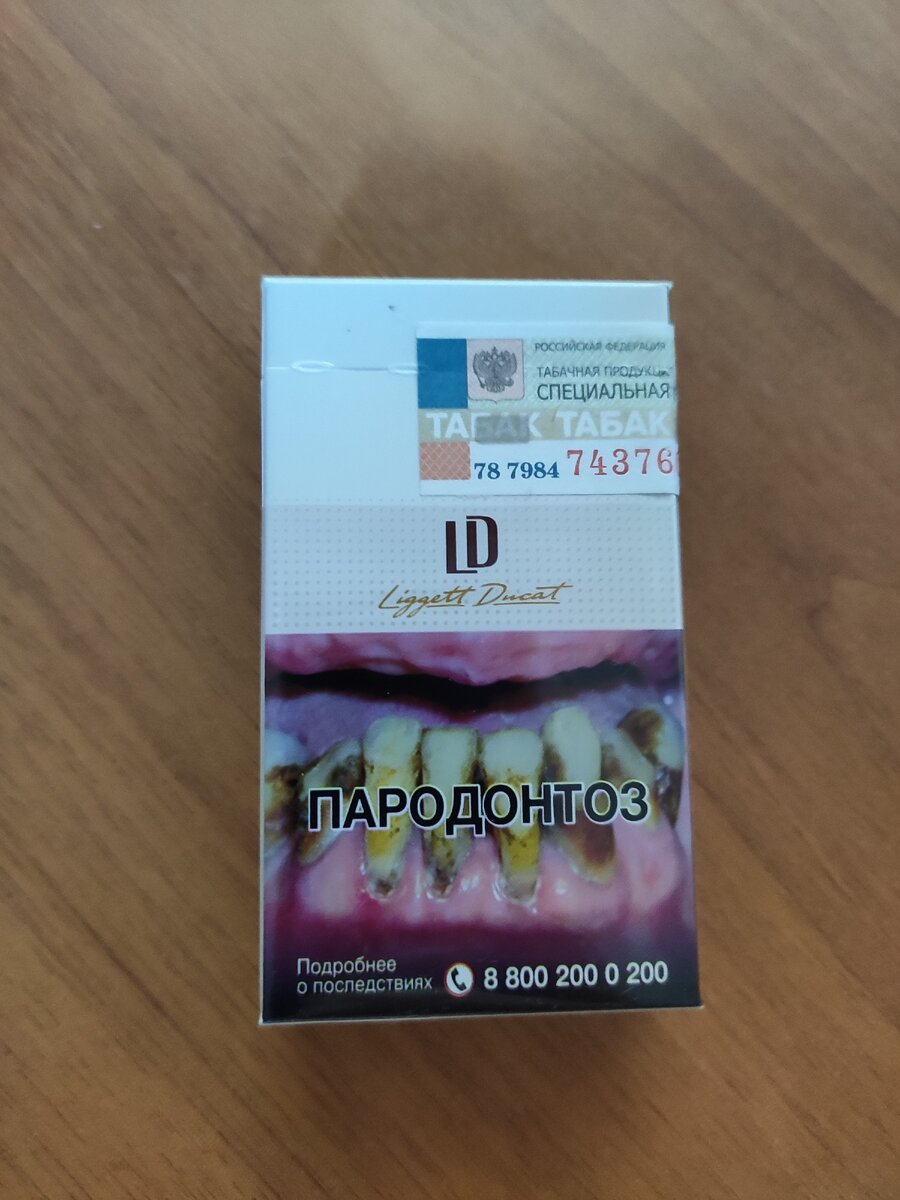 РОССИЙСКАЯ ФЕДЕРАЦИЯ
ТАБАЧНАЯ
СПЕЦИАЛЬНАЯ
ТАБАК ТАБАК
78 7984 74376
LD
Liggett Ducat
ПАРОДОНТОЗ
Подробнее
о последствиях
8 800 200 0 200